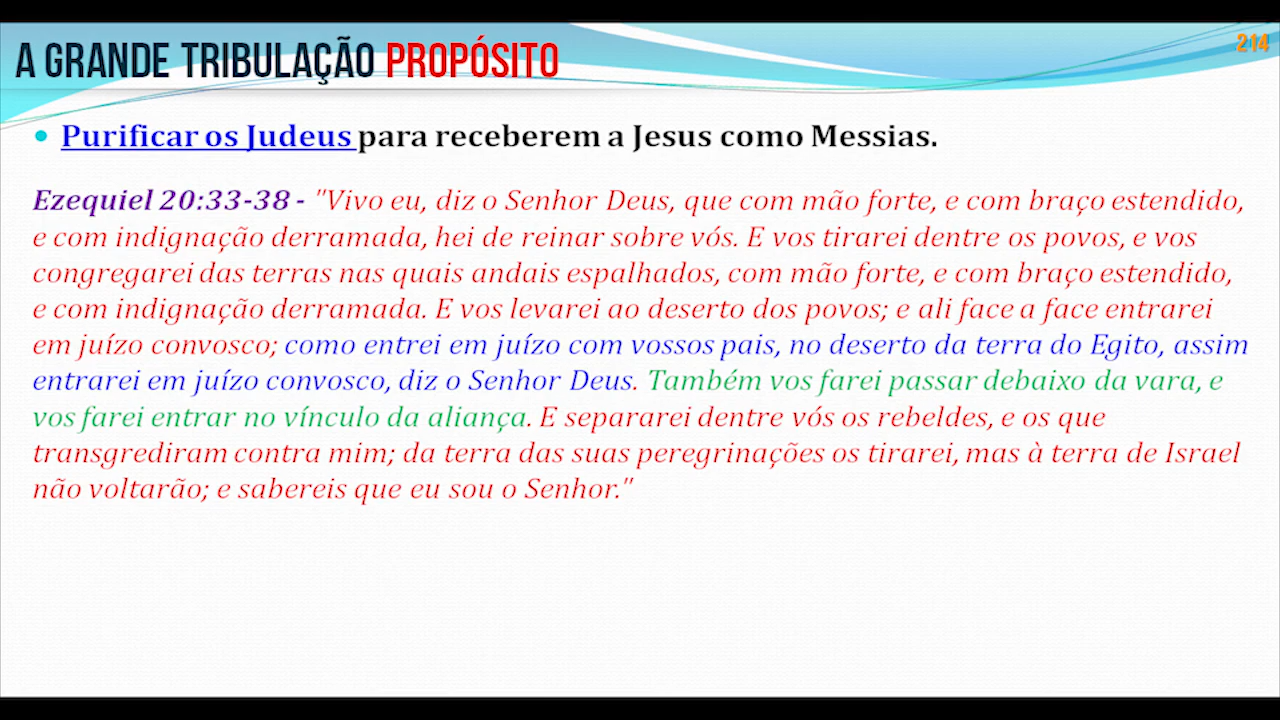 A GRANDE TRIBULAÇÃO PROPÓSITO
214
• Purificar os Judeus para receberem a Jesus como Messias.
Ezequiel 20:33-38 - "Vivo eu, diz o Senhor Deus, que com mão forte, e com braço estendido,
e com indignação derramada, hei de reinar sobre vós. E vos tirarei dentre os povos, e vos
congregarei das terras nas quais andais espalhados, com mão forte, e com braço estendido,
e com indignação derramada. E vos levarei ao deserto dos povos; e ali face a face entrarei
em juízo convosco; como entrei em juízo com vossos pais, no deserto da terra do Egito, assim
entrarei em juízo convosco, diz o Senhor Deus. Também vos farei passar debaixo da vara, e
vos farei entrar no vínculo da aliança. E separarei dentre vós os rebeldes, e os que
transgrediram contra mim; da terra das suas peregrinações os tirarei, mas à terra de Israel
não voltarão; e sabereis que eu sou o Senhor."